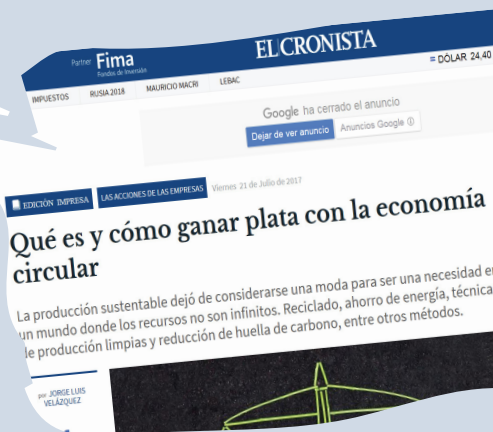 Partner Fima
Fondos de Inversión
EL CRONISTA
IMPUESTOS RUSIA 2018 MAURICIO MACRI LEBAC
= DÓLAR 24,40
Google ha cerrado el anuncio
Dejar de ver anuncio Anuncios Google
EDICIÓN IMPRESA LAS ACCIONES DE LAS EMPRESAS Viernes 21 de Julio de 2017
Qué es y cómo ganar plata con la economía
circular
La producción sustentable dejó de considerarse una moda para ser una necesidad en
un mundo donde los recursos no son infinitos. Reciclado, ahorro de energía, técnica
de producción limpias y reducción de huella de carbono, entre otros métodos.
por JORGE LUIS
VELÁZQUEZ